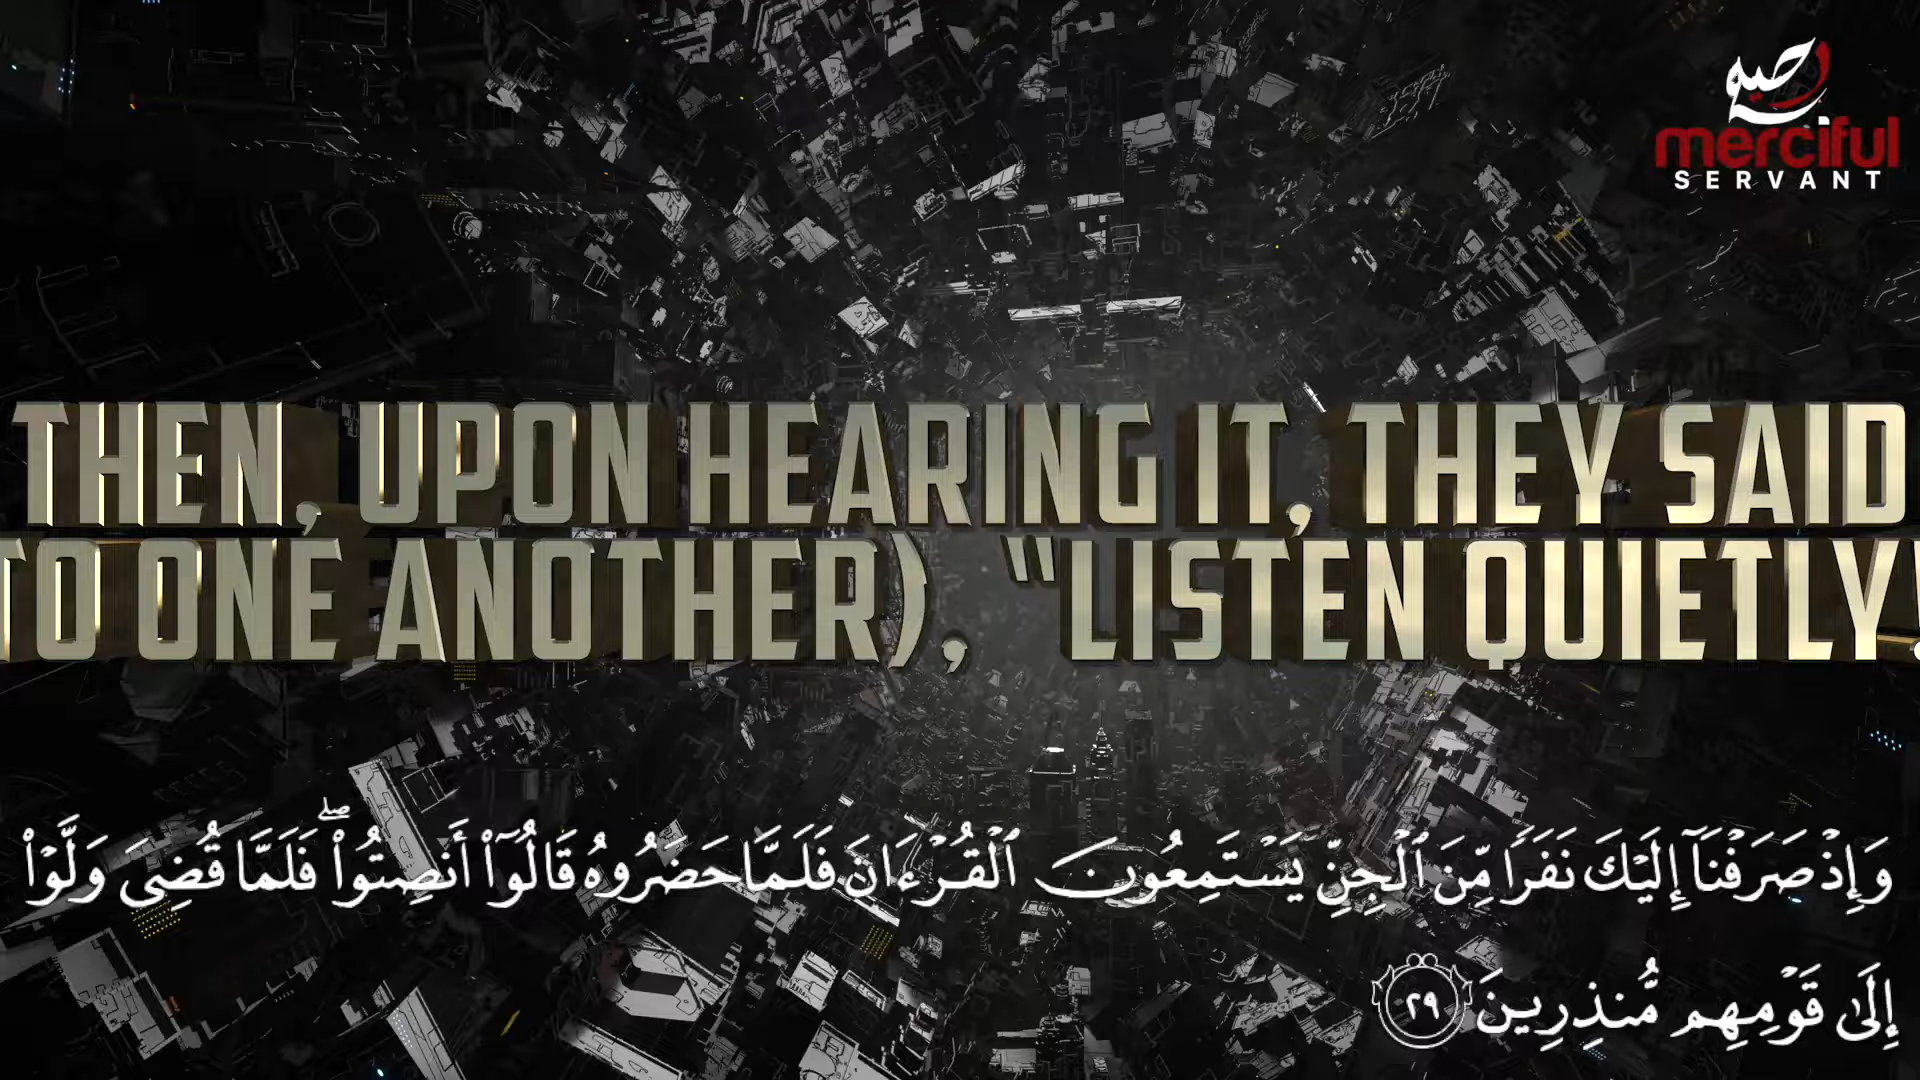 رحيم
merciful
SERVANT
THEN, UPON HEARING IT, THEY SAID
TO ONE ANOTHER), "LISTEN QUIETLY!
وَإِذْ صَرَفْنَآ إِلَيْكَ نَفَرًا مِّنَ ٱلْجِنِّ يَسْتَمِعُونَ ٱلْقُرْءَانَ فَلَمَّا حَضَرُوهُ قَالُوٓا۟ أَنصِتُوا۟ ۖ فَلَمَّا قُضِىَ وَلَّوْا۟
إِلَىٰ قَوْمِهِم مُّنذِرِينَ ٢٩